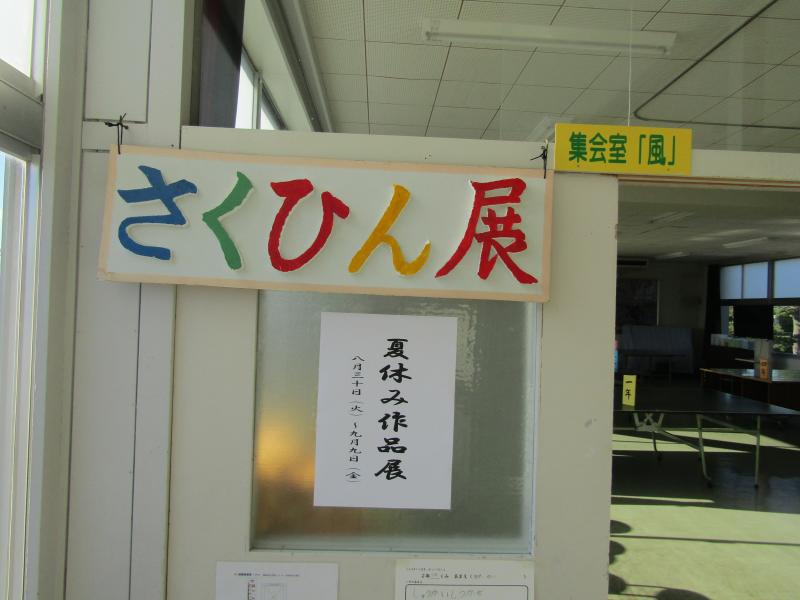 集会室「風」
さくひん展
夏休み作品展
八月三十日(火)～九月九日(金)
一年